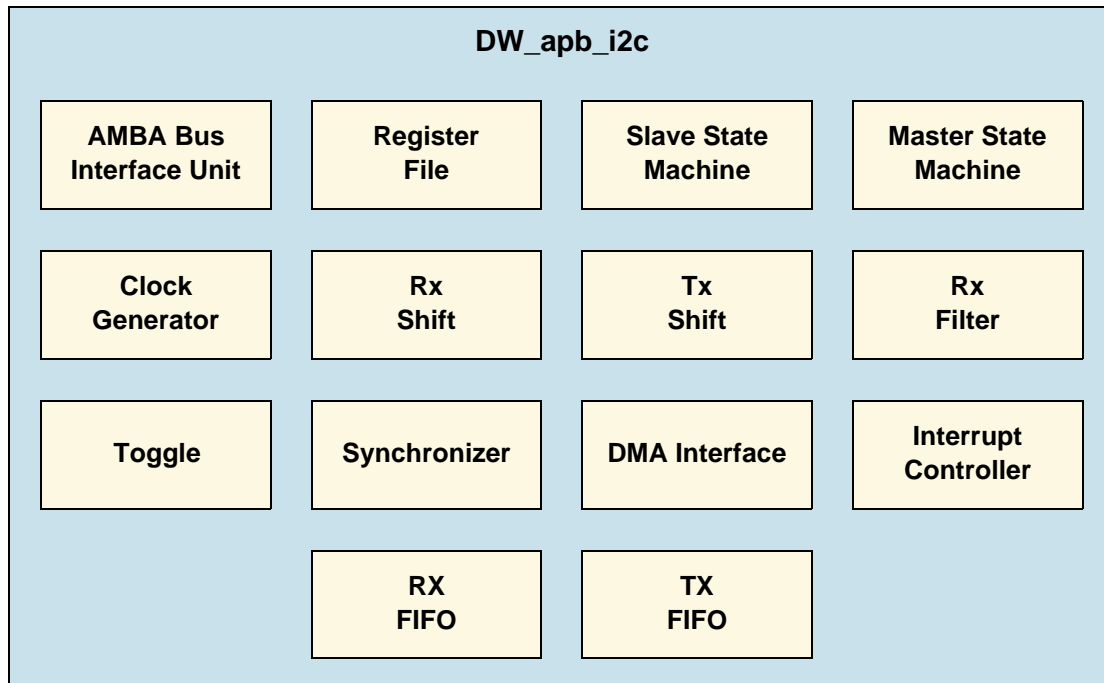 DW_apb_i2c
AMBA Bus
Interface Unit
Register
File
Slave State
Machine
Master State
Machine
Clock
Generator
Rx
Shift
Tx
Shift
Rx
Filter
Toggle
Synchronizer
DMA Interface
Interrupt
Controller
RX
FIFO
TX
FIFO